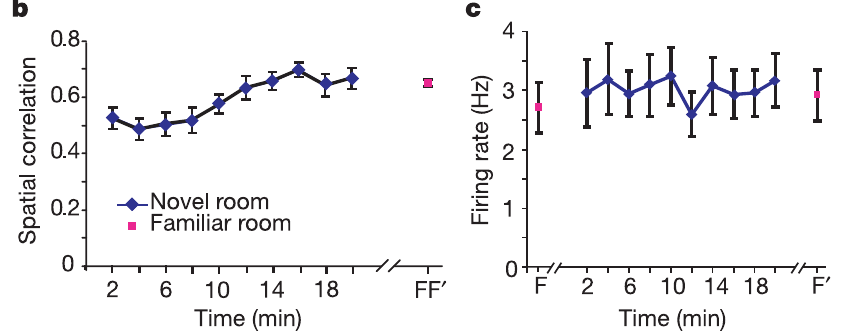 b
Spatial correlation
0.8
0.6
0.4
0.2
0
Novel room
Familiar room
2 6 10 14 18 FF′
Time (min)
c
Firing rate (Hz)
4
3
2
1
0
F 2 6 10 14 18 F′
Time (min)